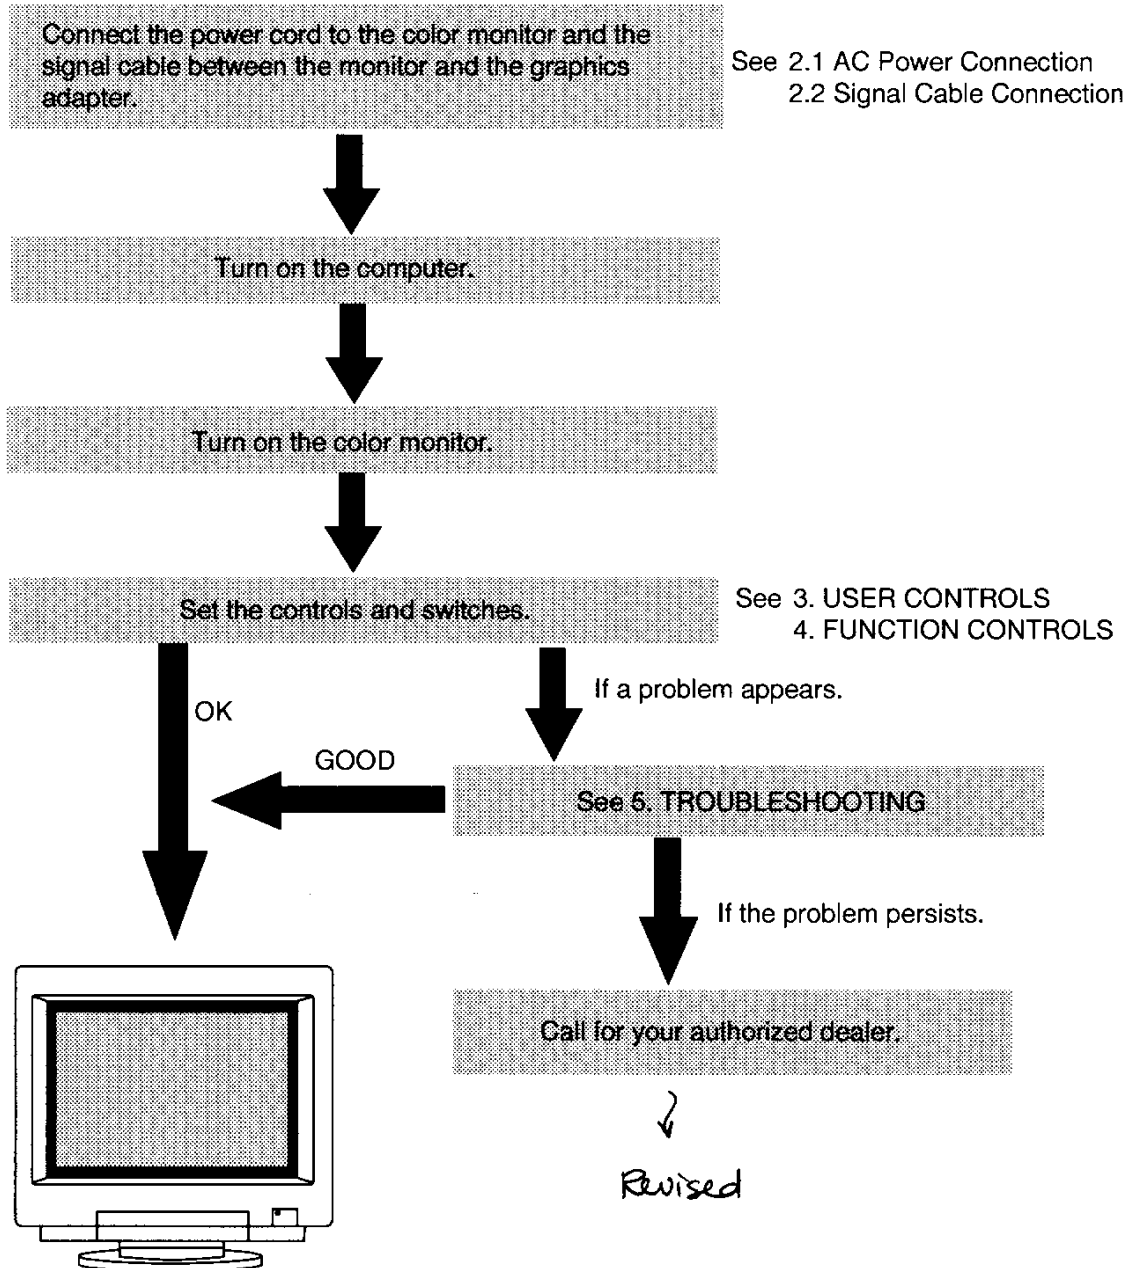 Connect the power cord to the color monitor and the
signal cable between the monitor and the graphics
adapter.
See 2.1 AC Power Connection
2.2 Signal Cable Connection
Turn on the computer.
Turn on the color monitor.
Set the controls and switches.
See 3. USER CONTROLS
4. FUNCTION CONTROLS
If a problem appears.
OK
GOOD
See 5. TROUBLESHOOTING
If the problem persists.
Call for your authorized dealer.
Revised